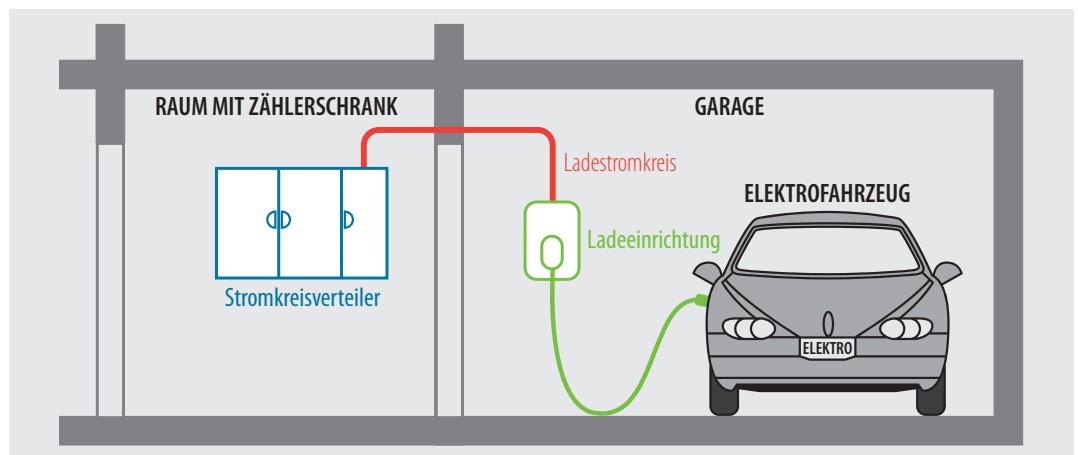 RAUM MIT ZÄHLERSCHRANK
GARAGE
Ladestromkreis
ELEKTROFAHRZEUG
Ladeeinrichtung
Stromkreisverteiler
ELEKTRO